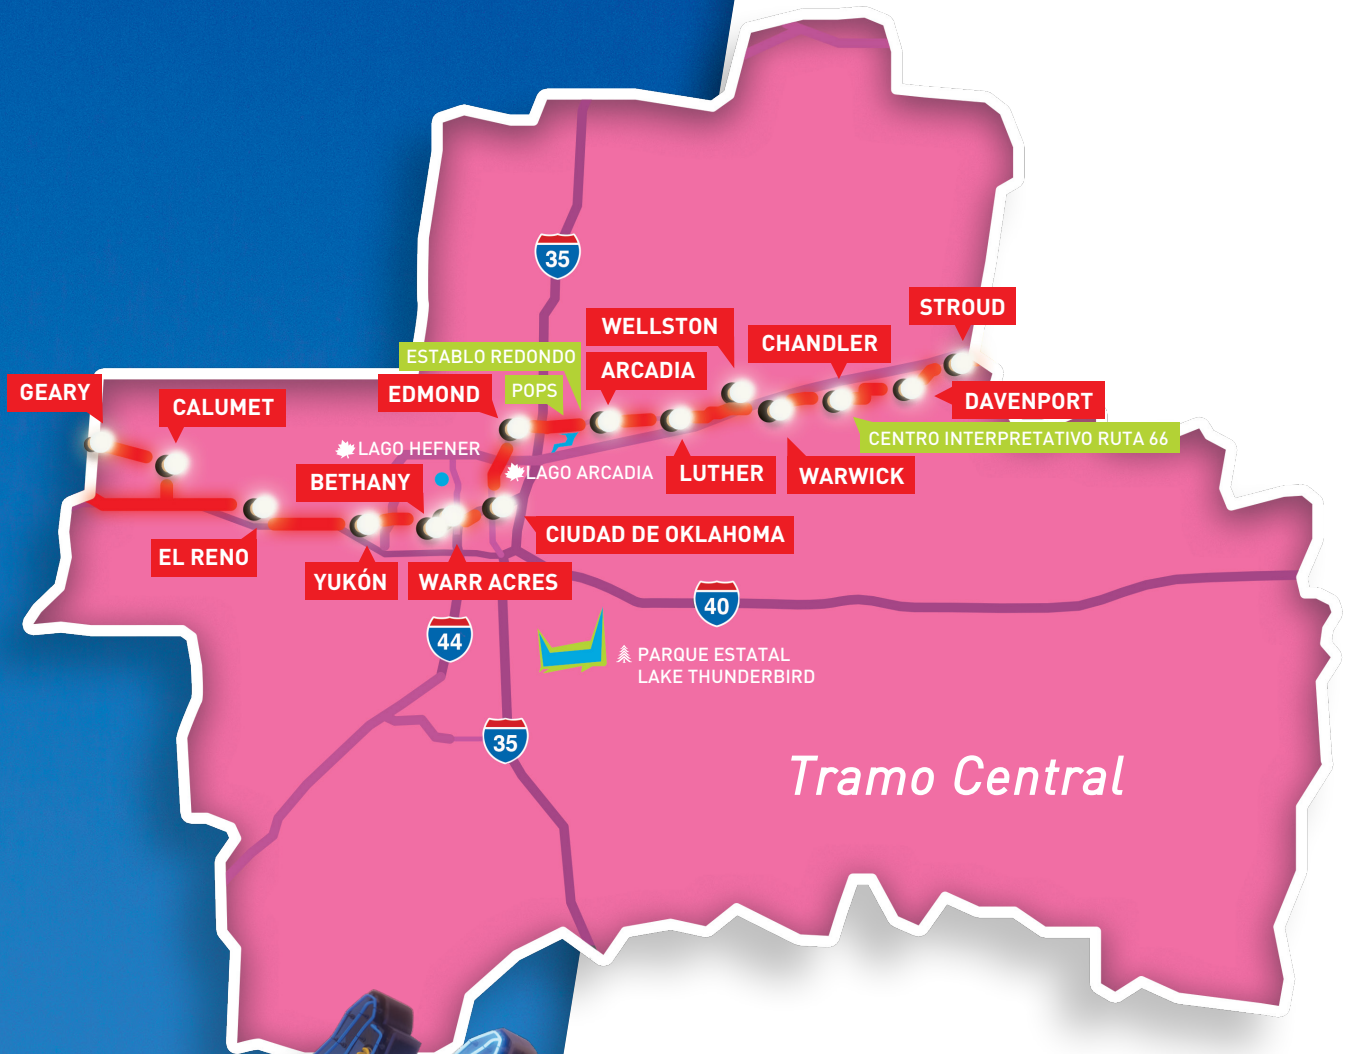 35
STROUD
WELLSTON
CHANDLER
ESTABLO REDONDO
ARCADIA
GEARY
CALUMET
EDMOND
POPS
DAVENPORT
CENTRO INTERPRETATIVO RUTA 66
LAGO HEFNER
LAGO ARCADIA
BETHANY
LUTHER
WARWICK
CIUDAD DE OKLAHOMA
EL RENO
YUKÓN
WARR ACRES
40
44
PARQUE ESTATAL
LAKE THUNDERBIRD
35
Tramo Central